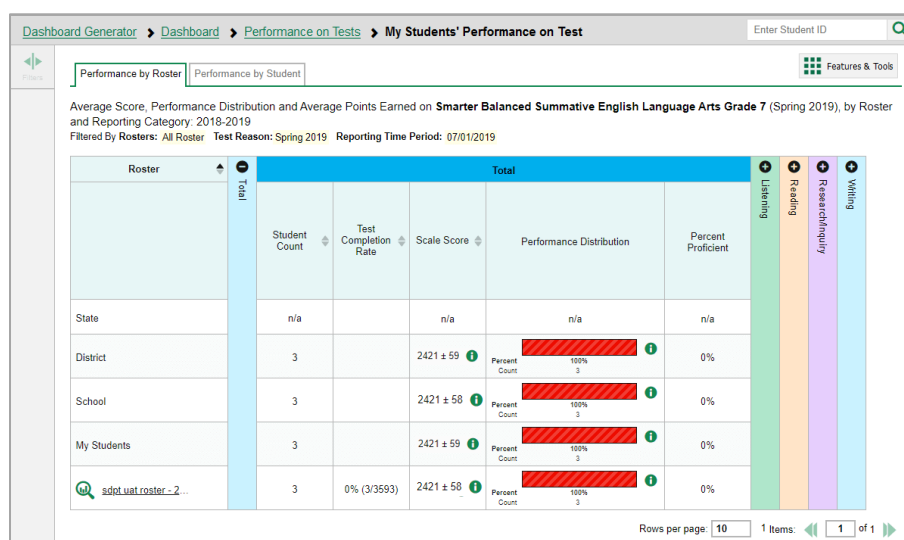 Dashboard Generator > Dashboard > Performance on Tests > My Students' Performance on Test
Enter Student ID
Filters
Performance by Roster
Performance by Student
Features & Tools
Average Score, Performance Distribution and Average Points Earned on Smarter Balanced Summative English Language Arts Grade 7 (Spring 2019), by Roster
and Reporting Category: 2018-2019
Filtered By Rosters: All Roster Test Reason: Spring 2019 Reporting Time Period: 07/01/2019
Roster
Total
Total
Listening
Reading
Research/Inquiry
Writing
Student
Count
Test
Completion
Rate
Scale Score
Performance Distribution
Percent
Proficient
State n/a n/a n/a n/a
District 3 2421 ± 59 Percent 100% 0%
Count 3
School 3 2421 ± 58 Percent 100% 0%
Count 3
My Students 3 2421 ± 59 Percent 100% 0%
Count 3
sdpt uat roster - 2... 3 0% (3/3593) 2421 ± 58 Percent 100% 0%
Count 3
Rows per page: 10 1 Items: 1 of 1